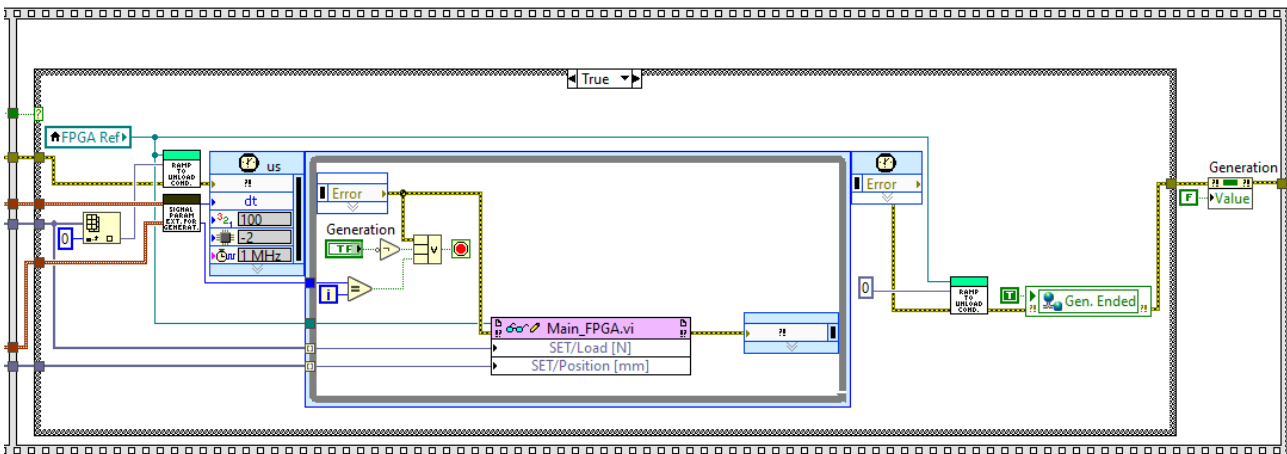 True
FPGA Ref
RAMP
TO
UNLOAD
COND.
us
?!
dt
SIGNAL
PARAM
EXT.FOR
GENERAT.
321
100
-2
1 MHz
0
Error
Generation
TF
V
i
=
Main_FPGA.vi
SET/Load [N]
SET/Position [mm]
?!
Error
0
RAMP
TO
UNLOAD
COND.
T
Gen. Ended
Generation
F
Value